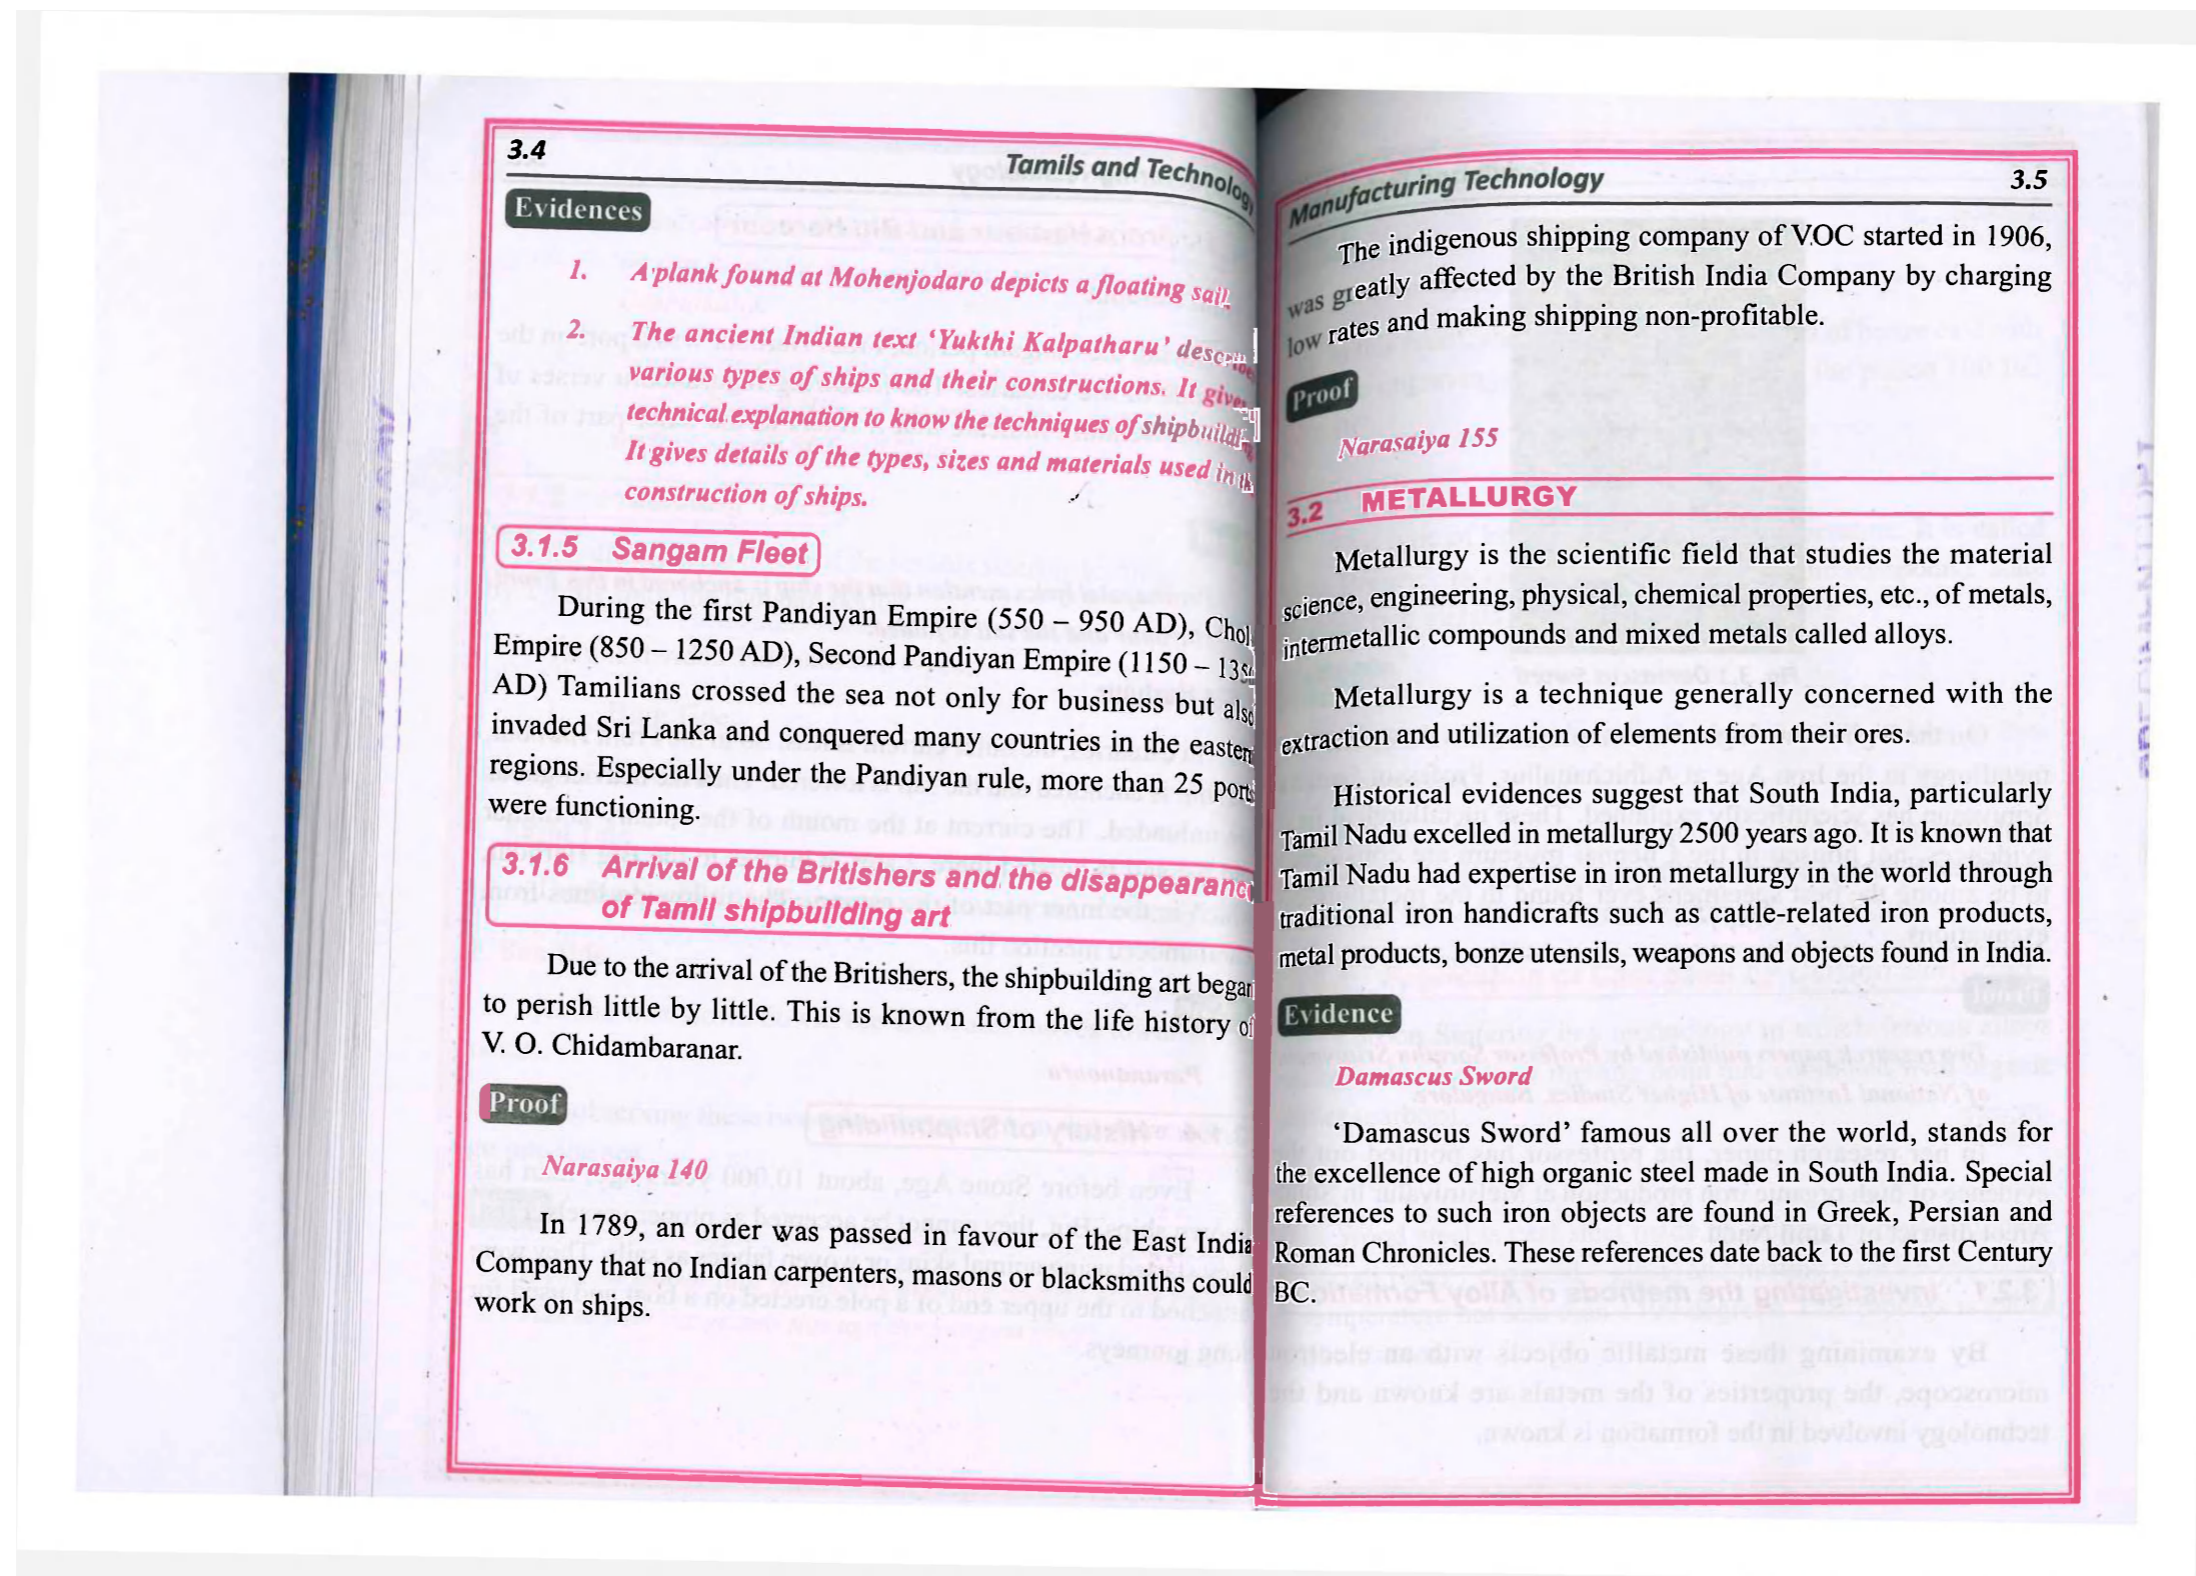 3.4
Tamils and Technology
Evidences
1. A plank found at Mohenjodaro depicts a floating sail.
2. The ancient Indian text ‘Yukthi Kalpatharu’
various types of ships and their constructions. It gives
technical explanation to know the techniques of
It gives details of the types, sizes and materials used in
construction of ships.
3.1.5 Sangam Fleet
During the first Pandiyan Empire (550 – 950 AD), Chol
Empire (850 – 1250 AD), Second Pandiyan Empire (1150 –
AD) Tamilians crossed the sea not only for business but also
invaded Sri Lanka and conquered many countries in the eastern
regions. Especially under the Pandiyan rule, more than 25 ports
were functioning.
3.1.6 Arrival of the Britishers and the disappearanc
of Tamil shipbuilding art
Due to the arrival of the Britishers, the shipbuilding art began
to perish little by little. This is known from the life history of
V. O. Chidambaranar.
Proof
Narasaiya 140
In 1789, an order was passed in favour of the East India
Company that no Indian carpenters, masons or blacksmiths could
work on ships.
Manufacturing Technology
3.5
The indigenous shipping company of V.OC started in 1906,
was greatly affected by the British India Company by charging
low rates and making shipping non-profitable.
Proof
Narasaiya 155
3.2 METALLURGY
Metallurgy is the scientific field that studies the material
science, engineering, physical, chemical properties, etc., of metals,
intermetallic compounds and mixed metals called alloys.
Metallurgy is a technique generally concerned with the
extraction and utilization of elements from their ores.
Historical evidences suggest that South India, particularly
Tamil Nadu excelled in metallurgy 2500 years ago. It is known that
Tamil Nadu had expertise in iron metallurgy in the world through
traditional iron handicrafts such as cattle-related iron products,
metal products, bonze utensils, weapons and objects found in India.
Evidence
Damascus Sword
‘Damascus Sword’ famous all over the world, stands for
the excellence of high organic steel made in South India. Special
references to such iron objects are found in Greek, Persian and
Roman Chronicles. These references date back to the first Century
BC.